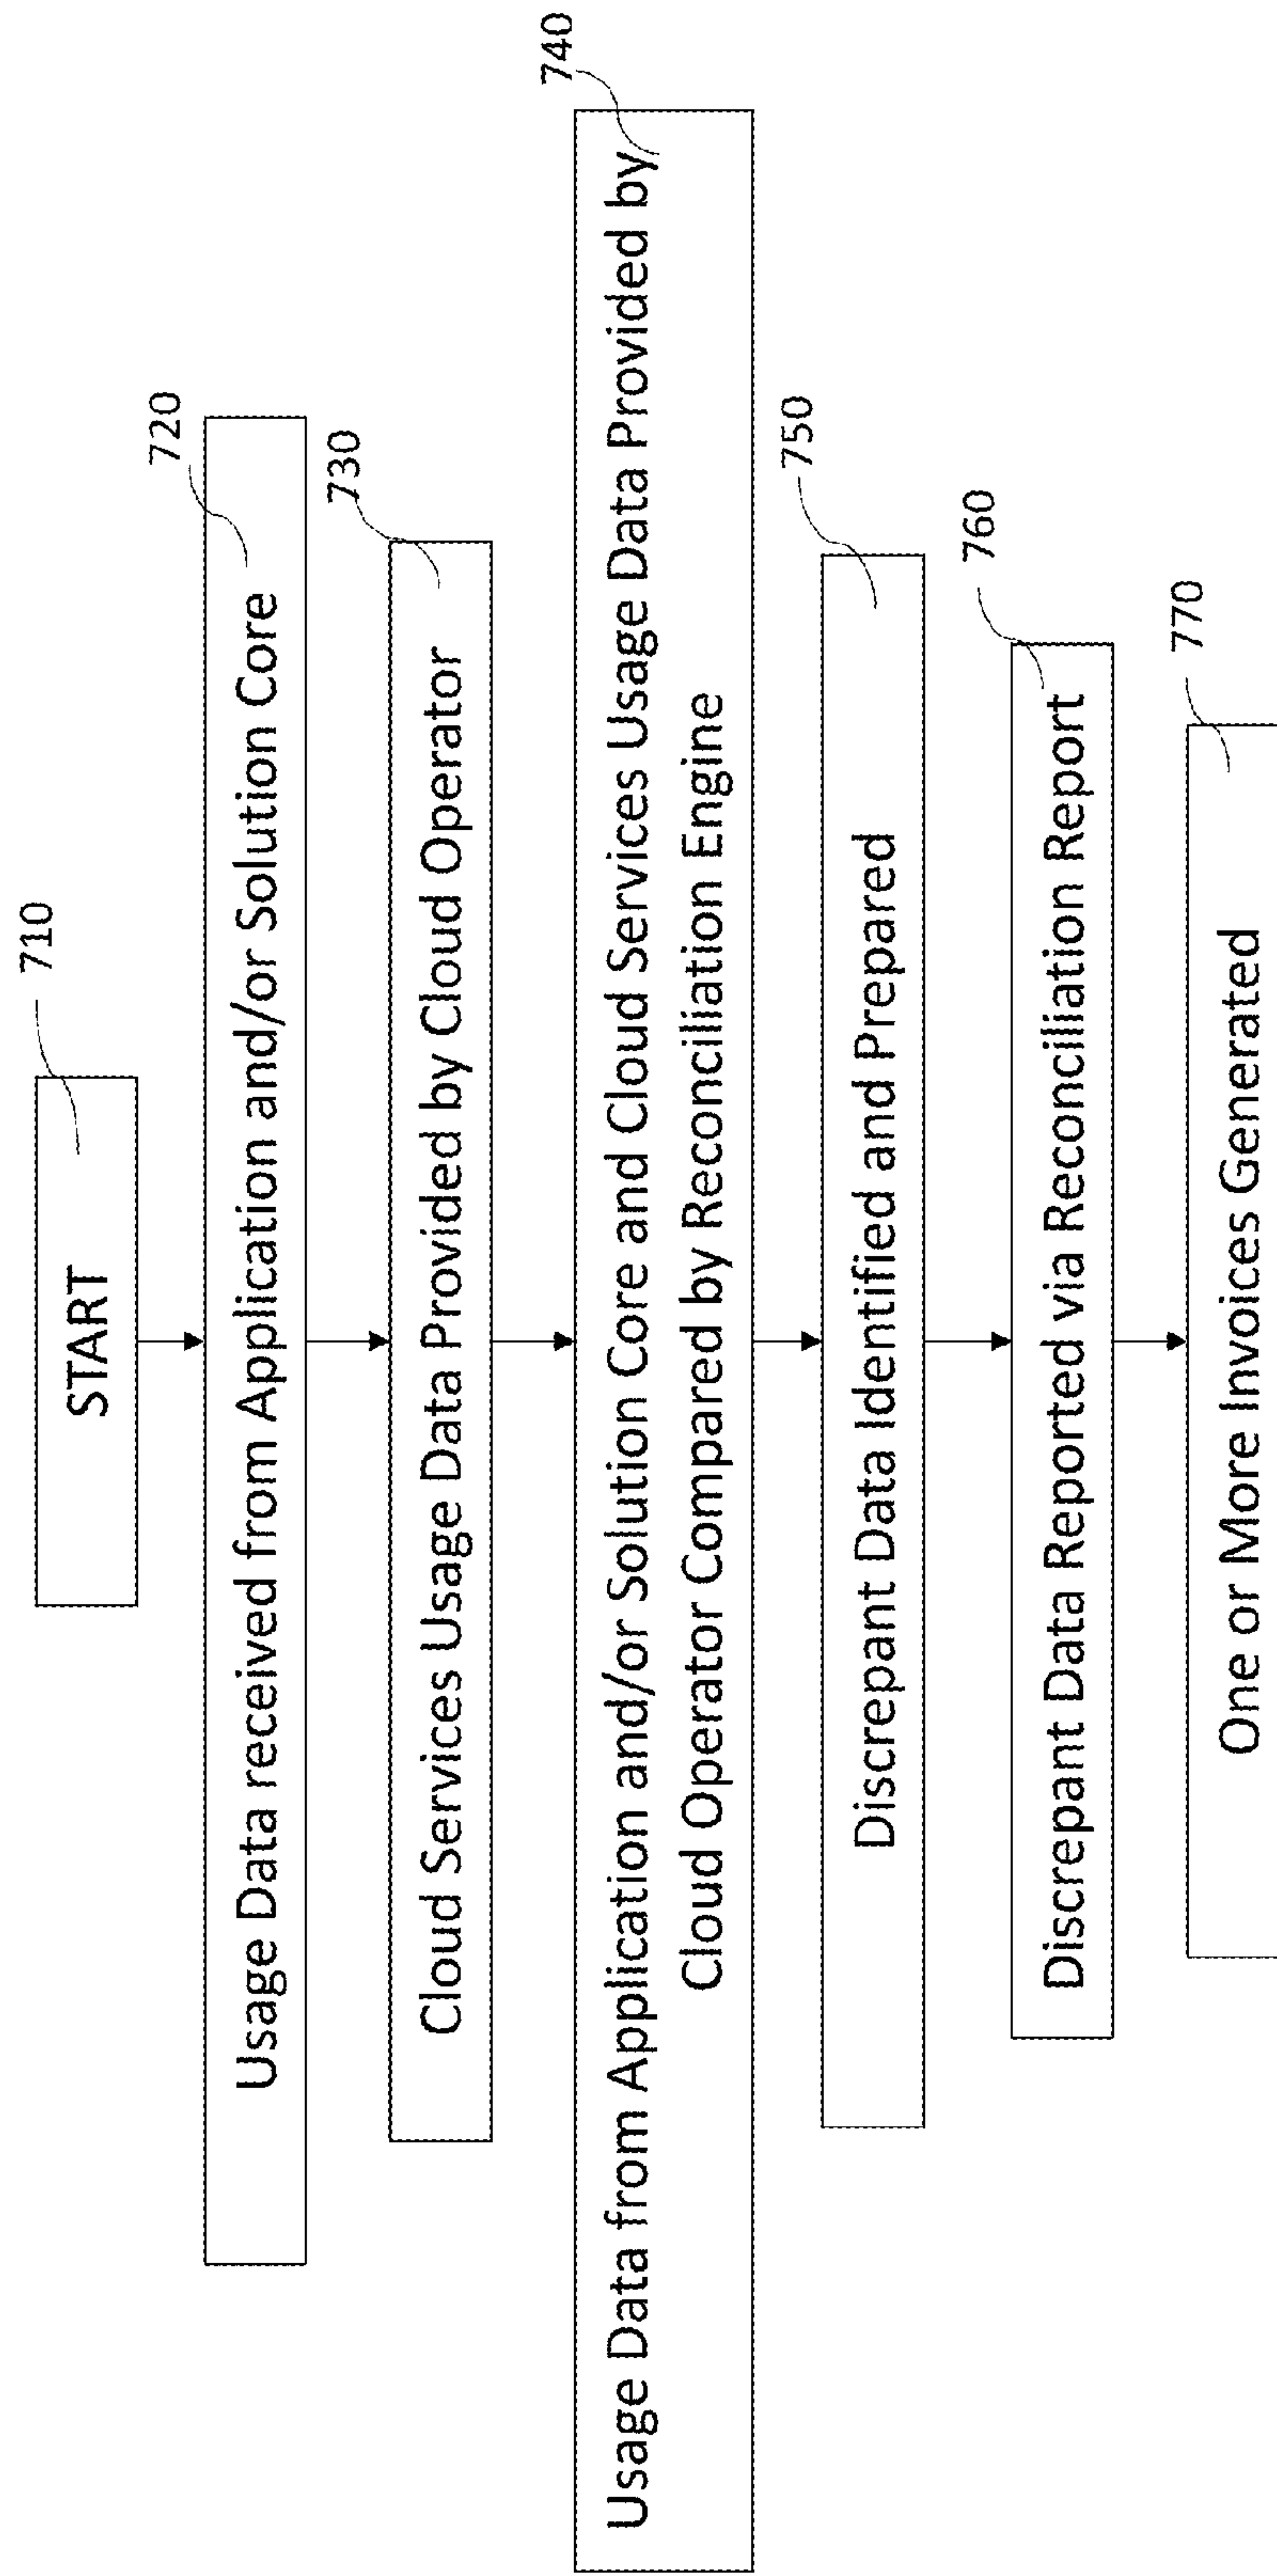 710
START
720
Usage Data received from Application and/or Solution Core
730
Cloud Services Usage Data Provided by Cloud Operator
740
Usage Data from Application and/or Solution Core and Cloud Services Usage Data Provided by
Cloud Operator Compared by Reconciliation Engine
750
Discrepant Data Identified and Prepared
760
Discrepant Data Reported via Reconciliation Report
770
One or More Invoices Generated